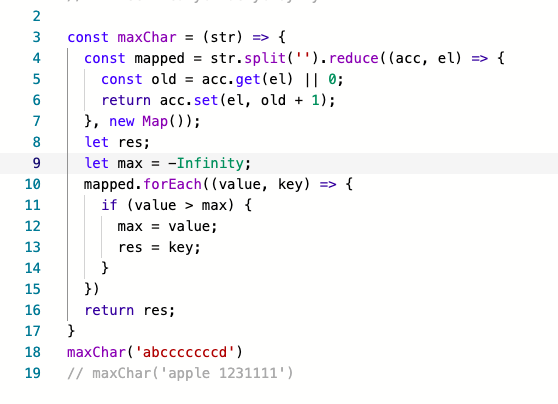 2
3 const maxChar = (str) => {
4 const mapped = str.split('').reduce((acc, el) => {
5 const old = acc.get(el) || 0;
6 return acc.set(el, old + 1);
7 }, new Map());
8 let res;
9 let max = -Infinity;
10 mapped.forEach((value, key) => {
11 if (value > max) {
12 max = value;
13 res = key;
14 }
15 })
16 return res;
17 }
18 maxChar('abcccccccd')
19 // maxChar('apple 1231111')